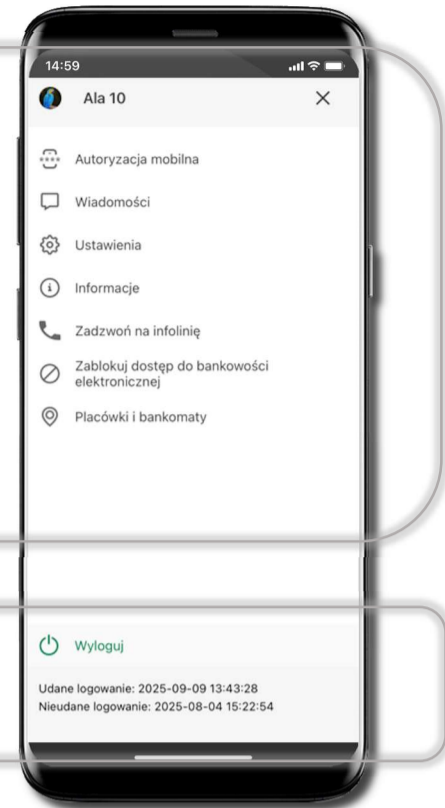 14:59
Ala 10
Autoryzacja mobilna
Wiadomości
Ustawienia
Informacje
Zadzwoń na infolinię
Zablokuj dostęp do bankowości
elektronicznej
Placówki i bankomaty
Wyloguj
Udane logowanie: 2025-09-09 13:43:28
Nieudane logowanie: 2025-08-04 15:22:54